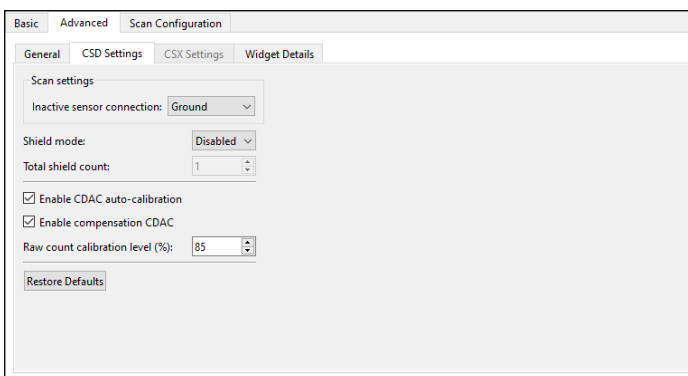 Basic Advanced Scan Configuration
General CSD Settings CSX Settings Widget Details
Scan settings
Inactive sensor connection: Ground
Shield mode: Disabled
Total shield count: 1
Enable CDAC auto-calibration
Enable compensation CDAC
Raw count calibration level (%): 85
Restore Defaults